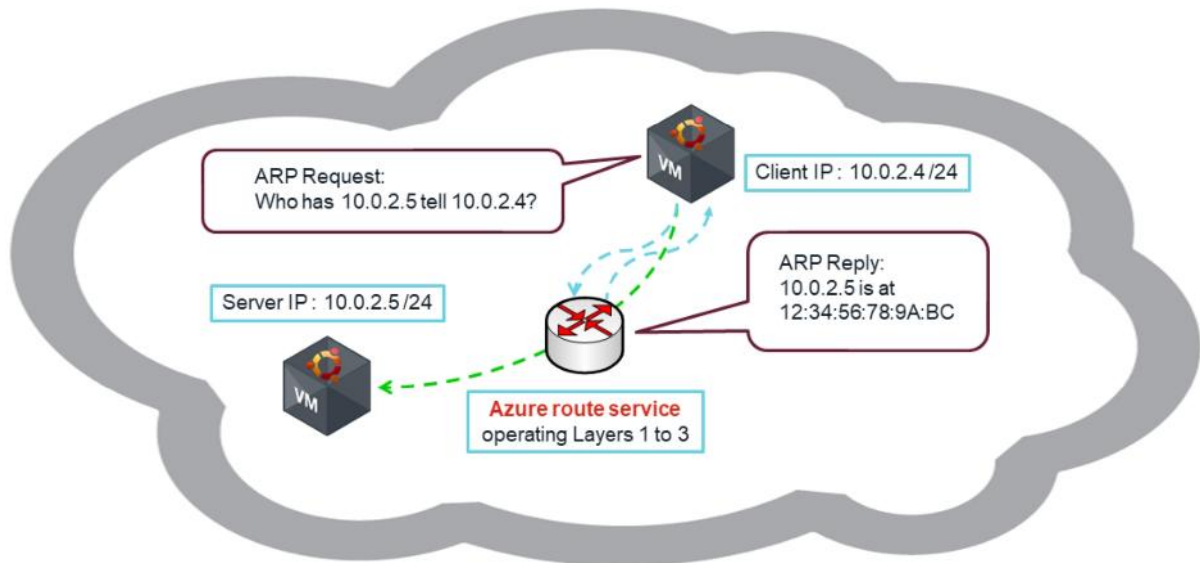 VM
Client IP : 10.0.2.4 /24
ARP Request:
Who has 10.0.2.5 tell 10.0.2.4?
ARP Reply:
10.0.2.5 is at
12:34:56:78:9A:BC
Server IP : 10.0.2.5 /24
VM
Azure route service
operating Layers 1 to 3